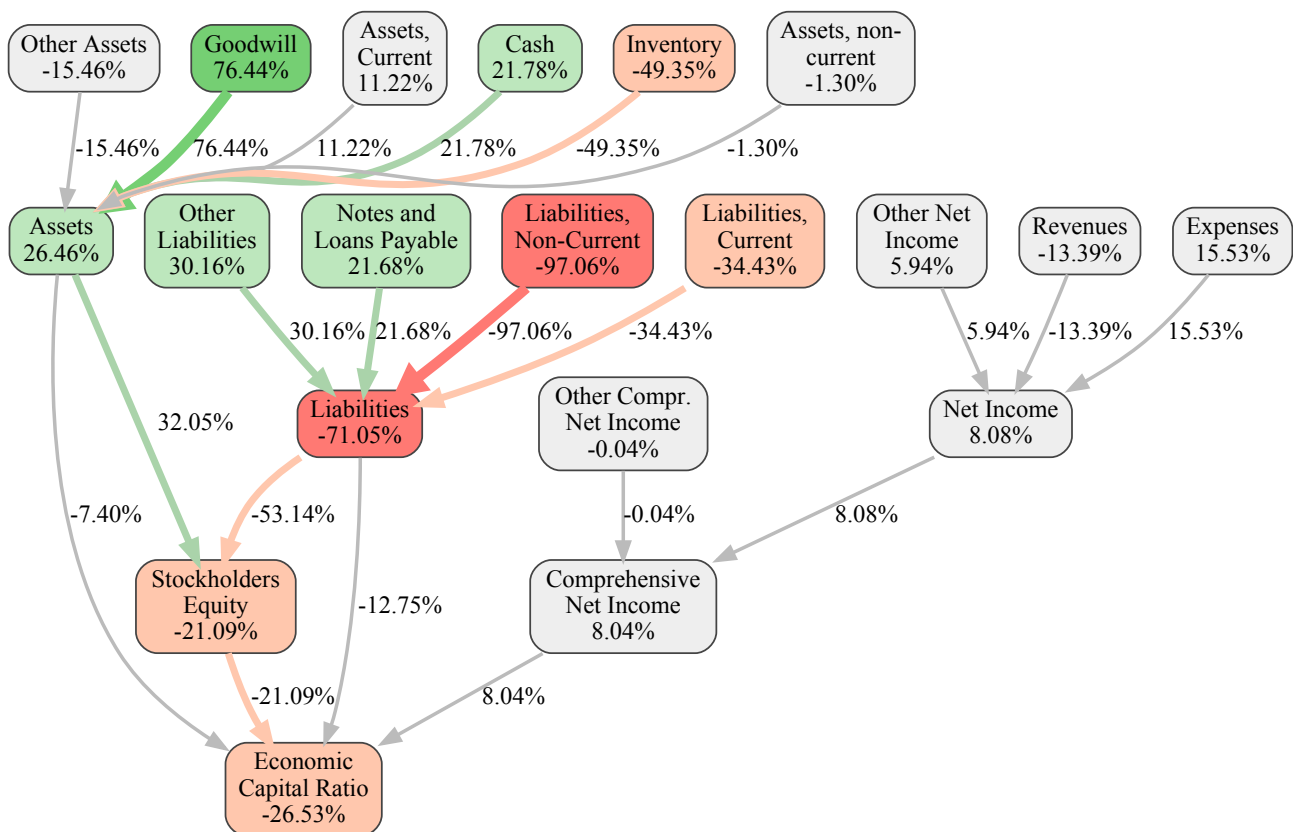 Other Assets
-15.46%
Goodwill
76.44%
Assets,
Current
11.22%
Cash
21.78%
Inventory
-49.35%
Assets, non-
current
-1.30%
-15.46%
76.44%
11.22%
21.78%
-49.35%
-1.30%
Assets
26.46%
Other
Liabilities
30.16%
Notes and
Loans Payable
21.68%
Liabilities,
Non-Current
-97.06%
Liabilities,
Current
-34.43%
Other Net
Income
5.94%
Revenues
-13.39%
Expenses
15.53%
30.16%
21.68%
-97.06%
-34.43%
5.94%
-13.39%
15.53%
Liabilities
-71.05%
Other Compr.
Net Income
-0.04%
Net Income
8.08%
32.05%
-7.40%
-53.14%
-12.75%
-0.04%
8.08%
Stockholders
Equity
-21.09%
Comprehensive
Net Income
8.04%
-21.09%
8.04%
Economic
Capital Ratio
-26.53%